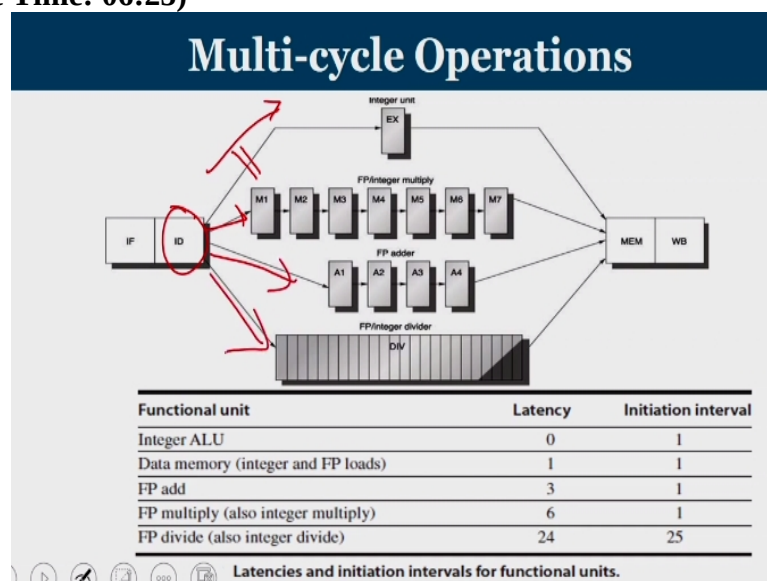 Time: 06:25)
Multi-cycle Operations
Integer unit
EX
FP/integer multiply
M1 M2 M3 M4 M5 M6 M7
IF ID MEM WB
FP adder
A1 A2 A3 A4
FP/integer divider
DIV
Functional unit Latency Initiation interval
Integer ALU 0 1
Data memory (integer and FP loads) 1 1
FP add 3 1
FP multiply (also integer multiply) 6 1
FP divide (also integer divide) 24 25
Latencies and initiation intervals for functional units.